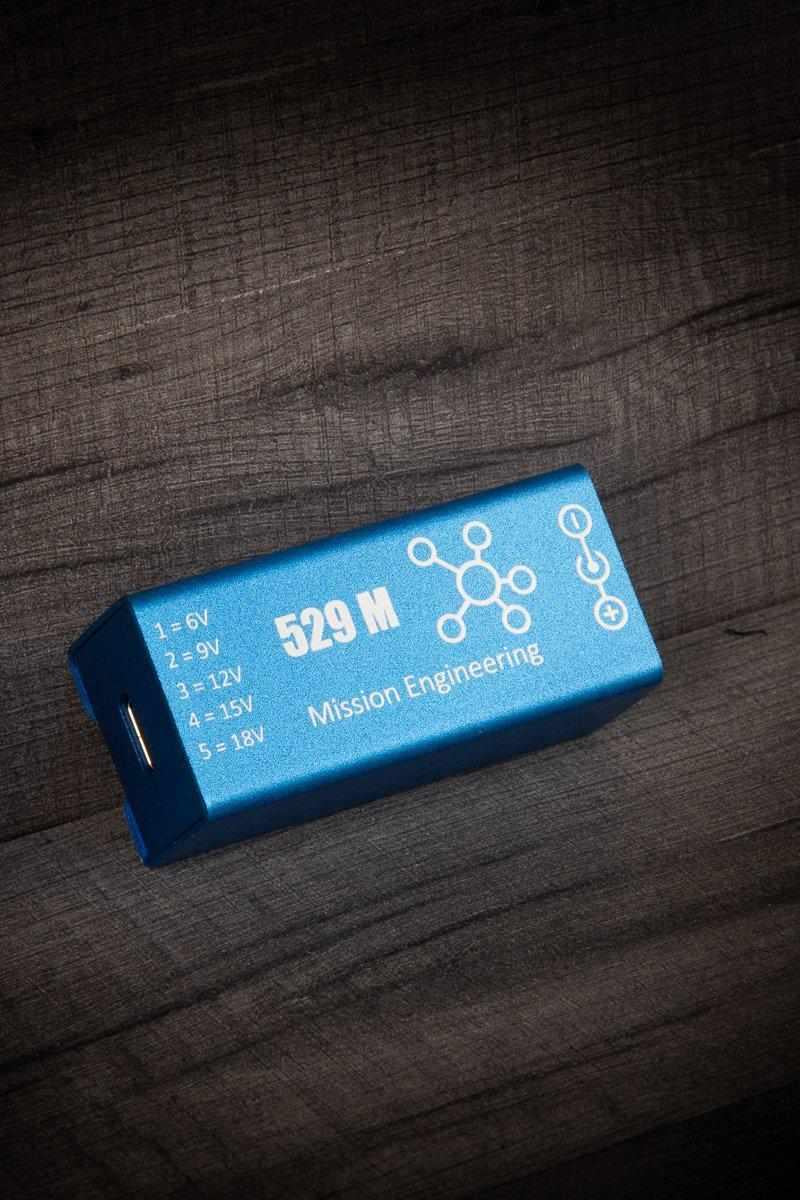 1 = 6V
2 = 9V
3 = 12V
4 = 15V
5 = 18V
529 M
Mission Engineering